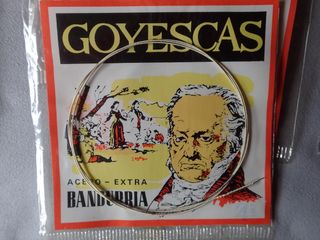 GOYESCAS
ACERO - EXTRA
BANDURRIA